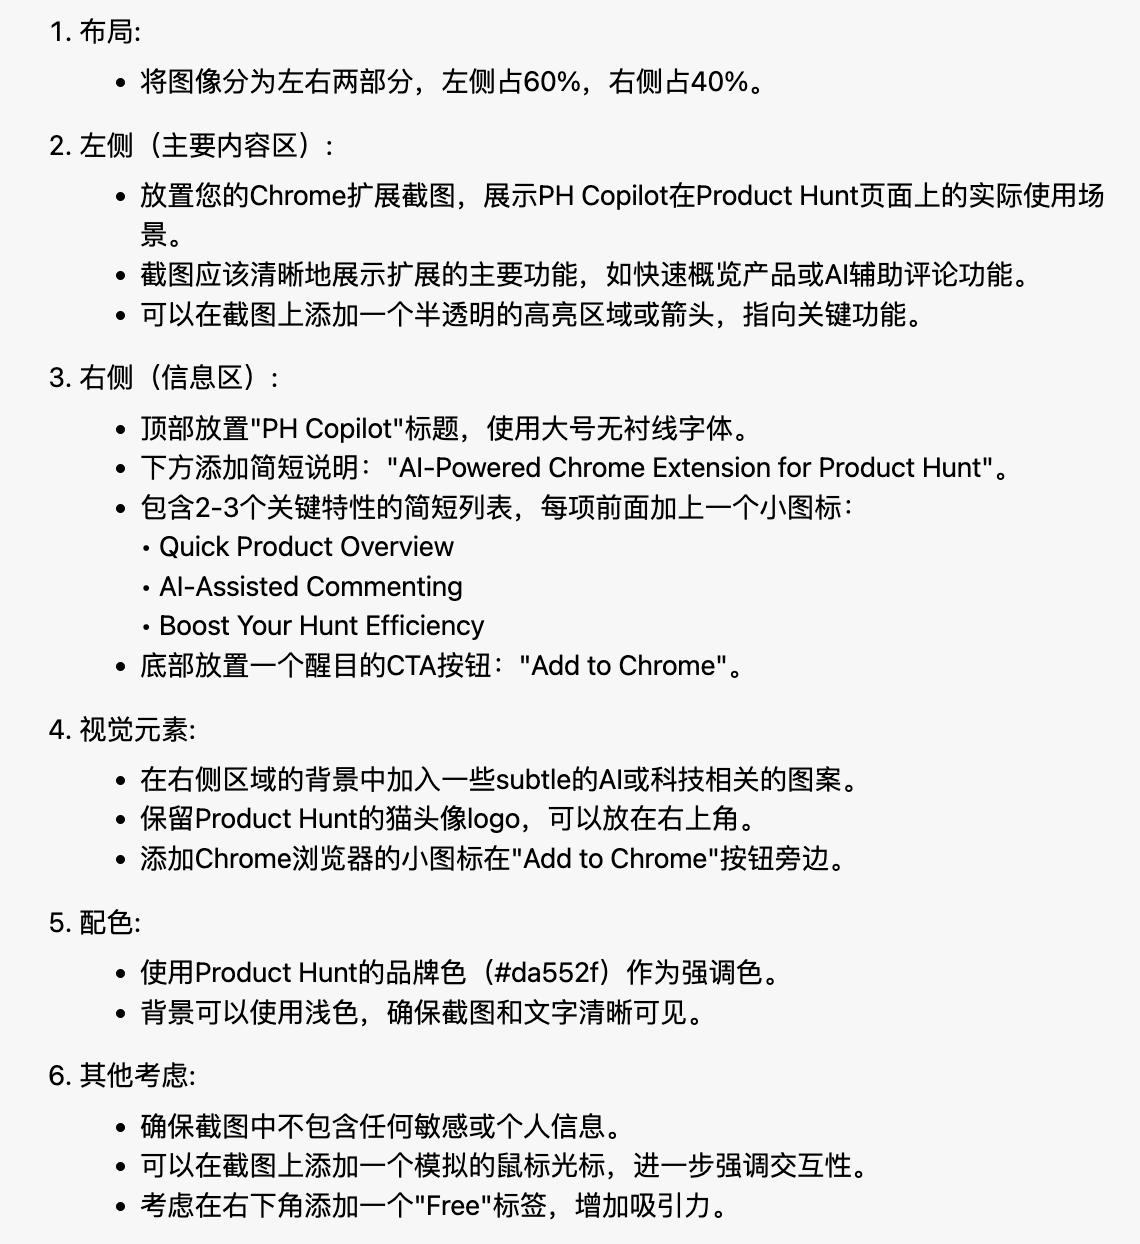 1. 布局:
• 将图像分为左右两部分，左侧占60%，右侧占40%。
2. 左侧（主要内容区）:
• 放置您的Chrome扩展截图，展示PH Copilot在Product Hunt页面上的实际使用场
景。
• 截图应该清晰地展示扩展的主要功能，如快速概览产品或AI辅助评论功能。
• 可以在截图上添加一个半透明的高亮区域或箭头，指向关键功能。
3. 右侧（信息区）:
• 顶部放置"PH Copilot"标题，使用大号无衬线字体。
• 下方添加简短说明："AI-Powered Chrome Extension for Product Hunt"。
• 包含2-3个关键特性的简短列表，每项前面加上一个小图标：
• Quick Product Overview
• AI-Assisted Commenting
• Boost Your Hunt Efficiency
• 底部放置一个醒目的CTA按钮："Add to Chrome"。
4. 视觉元素:
• 在右侧区域的背景中加入一些subtle的AI或科技相关的图案。
• 保留Product Hunt的猫头像logo，可以放在右上角。
• 添加Chrome浏览器的小图标在"Add to Chrome"按钮旁边。
5. 配色:
• 使用Product Hunt的品牌色（#da552f）作为强调色。
• 背景可以使用浅色，确保截图和文字清晰可见。
6. 其他考虑:
• 确保截图中不包含任何敏感或个人信息。
• 可以在截图上添加一个模拟的鼠标光标，进一步强调交互性。
• 考虑在右下角添加一个"Free"标签，增加吸引力。